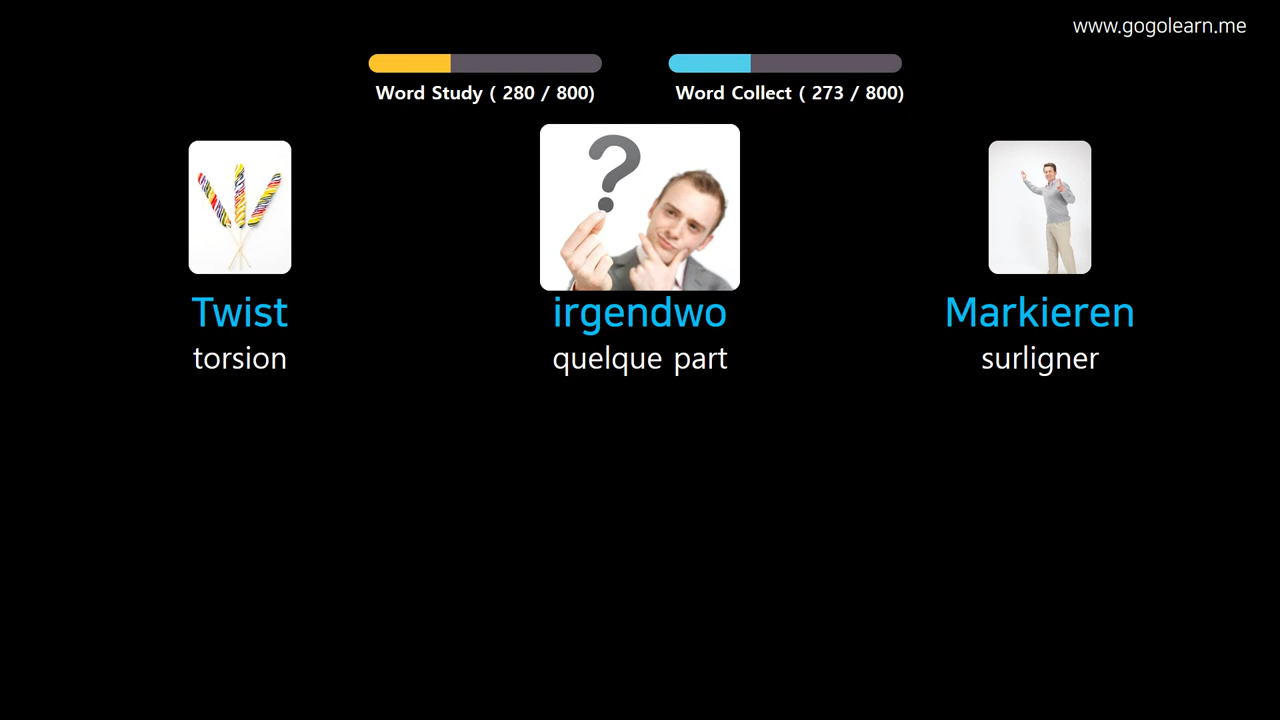 www.gogolearn.me
Word Study ( 280 / 800)
Word Collect ( 273 / 800)
Twist
torsion
irgendwo
quelque part
Markieren
surligner